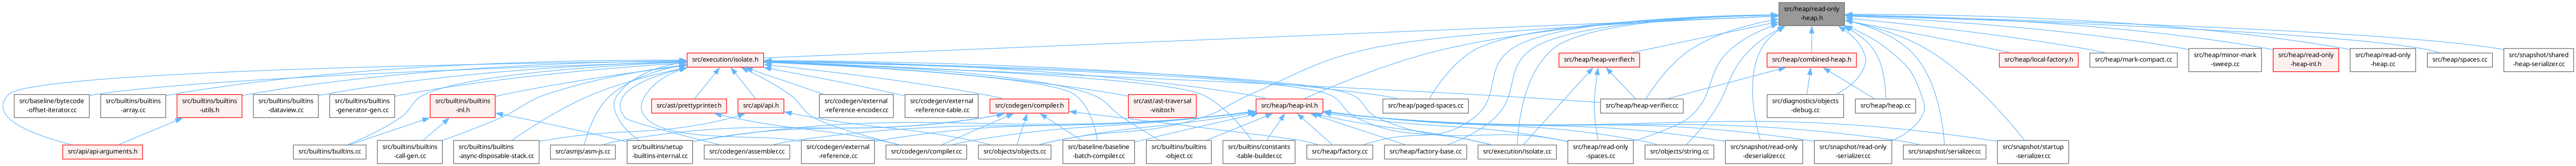 src/heap/read-only
-heap.h
src/execution/isolate.h
src/heap/heap-verifier.h
src/heap/combined-heap.h
src/heap/local-factory.h
src/heap/mark-compact.cc
src/heap/minor-mark
-sweep.cc
src/heap/read-only
-heap-inl.h
src/heap/read-only
-heap.cc
src/heap/spaces.cc
src/snapshot/shared
-heap-serializer.cc
src/baseline/bytecode
-offset-iterator.cc
src/builtins/builtins
-array.cc
src/builtins/builtins
-utils.h
src/builtins/builtins
-dataview.cc
src/builtins/builtins
-generator-gen.cc
src/builtins/builtins
-inl.h
src/ast/prettyprinter.h
src/api/api.h
src/codegen/external
-reference-encoder.cc
src/codegen/external
-reference-table.cc
src/codegen/compiler.h
src/ast/ast-traversal
-visitor.h
src/heap/heap-inl.h
src/heap/paged-spaces.cc
src/heap/heap-verifier.cc
src/diagnostics/objects
-debug.cc
src/heap/heap.cc
src/api/api-arguments.h
src/builtins/builtins.cc
src/builtins/builtins
-call-gen.cc
src/builtins/builtins
-async-disposable-stack.cc
src/asmjs/asm-js.cc
src/builtins/setup
-builtins-internal.cc
src/codegen/assembler.cc
src/codegen/external
-reference.cc
src/codegen/compiler.cc
src/objects/objects.cc
src/baseline/baseline
-batch-compiler.cc
src/builtins/builtins
-object.cc
src/builtins/constants
-table-builder.cc
src/heap/factory.cc
src/heap/factory-base.cc
src/execution/isolate.cc
src/heap/read-only
-spaces.cc
src/objects/string.cc
src/snapshot/read-only
-deserializer.cc
src/snapshot/read-only
-serializer.cc
src/snapshot/serializer.cc
src/snapshot/startup
-serializer.cc